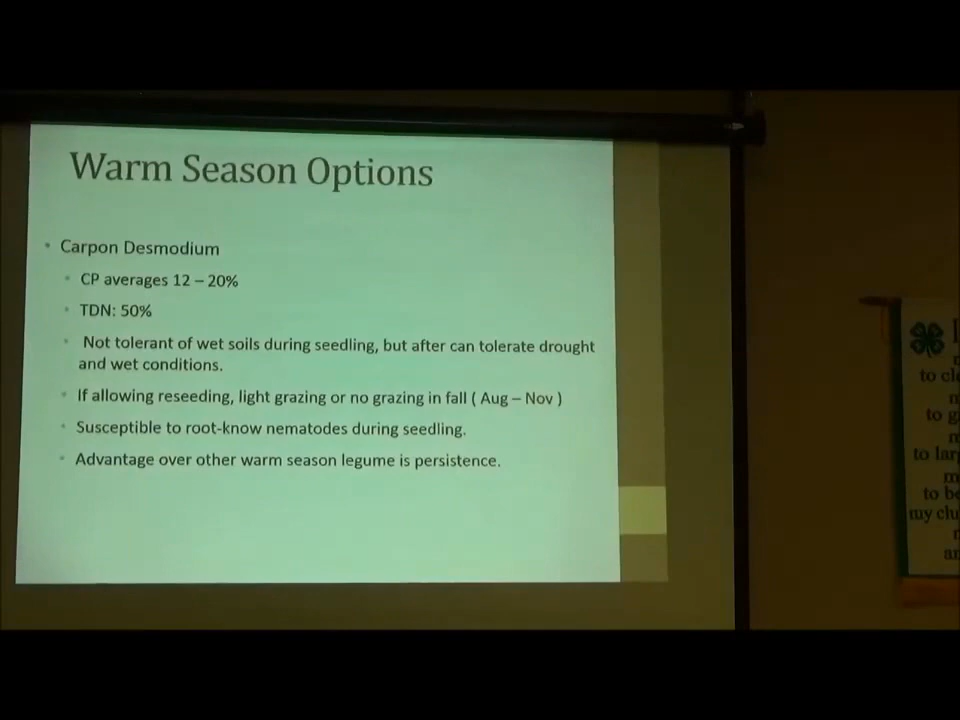 Warm Season Options
• Carpon Desmodium
• CP averages 12 – 20%
• TDN: 50%
• Not tolerant of wet soils during seedling, but after can tolerate drought
and wet conditions.
• If allowing reseeding, light grazing or no grazing in fall ( Aug – Nov )
• Susceptible to root-know nematodes during seedling.
• Advantage over other warm season legume is persistence.
to
to
to
to
my